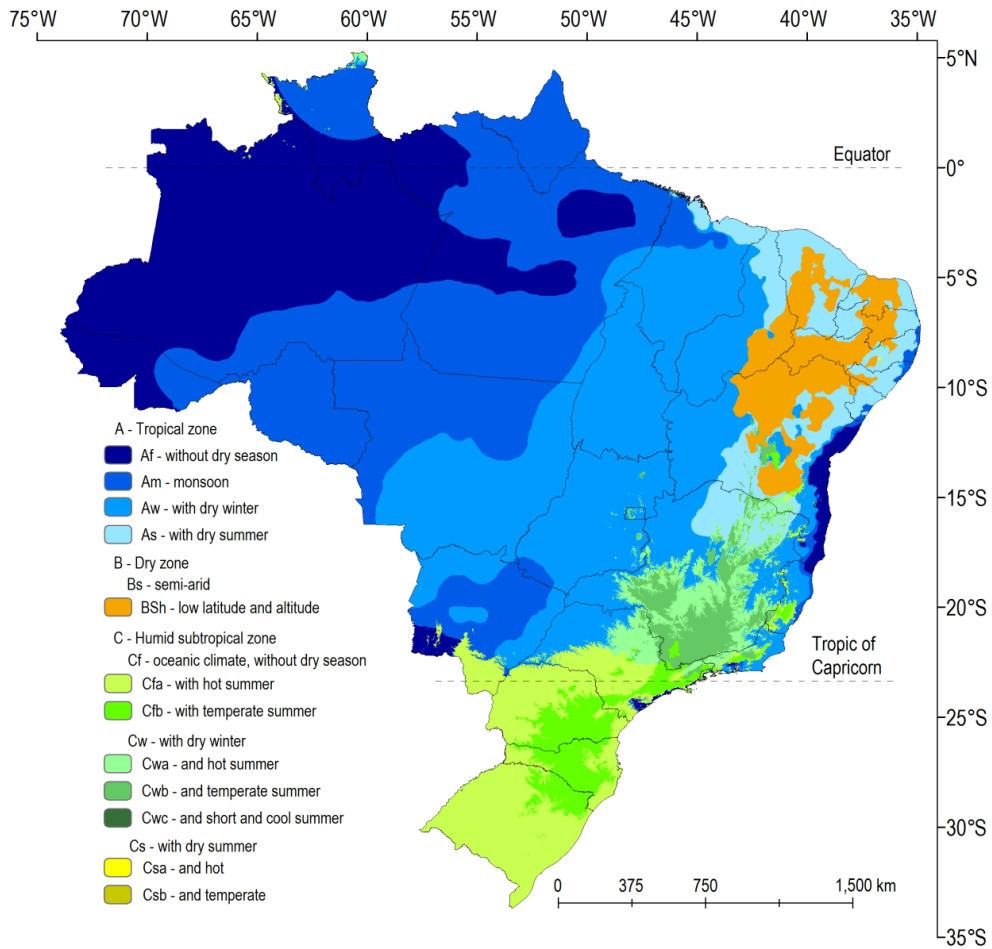 75°W 70°W 65°W 60°W 55°W 50°W 45°W 40°W 35°W
5°N
Equator
0°
5°S
10°S
A - Tropical zone
Af - without dry season
Am - monsoon
15°S
Aw - with dry winter
As - with dry summer
B - Dry zone
Bs - semi-arid
BSh - low latitude and altitude
20°S
C - Humid subtropical zone
Cf - oceanic climate, without dry season
Tropic of
Capricorn
Cfa - with hot summer
Cfb - with temperate summer
25°S
Cw - with dry winter
Cwa - and hot summer
Cwb - and temperate summer
Cwc - and short and cool summer
30°S
Cs - with dry summer
Csa - and hot
Csb - and temperate
0 375 750 1,500 km
35°S